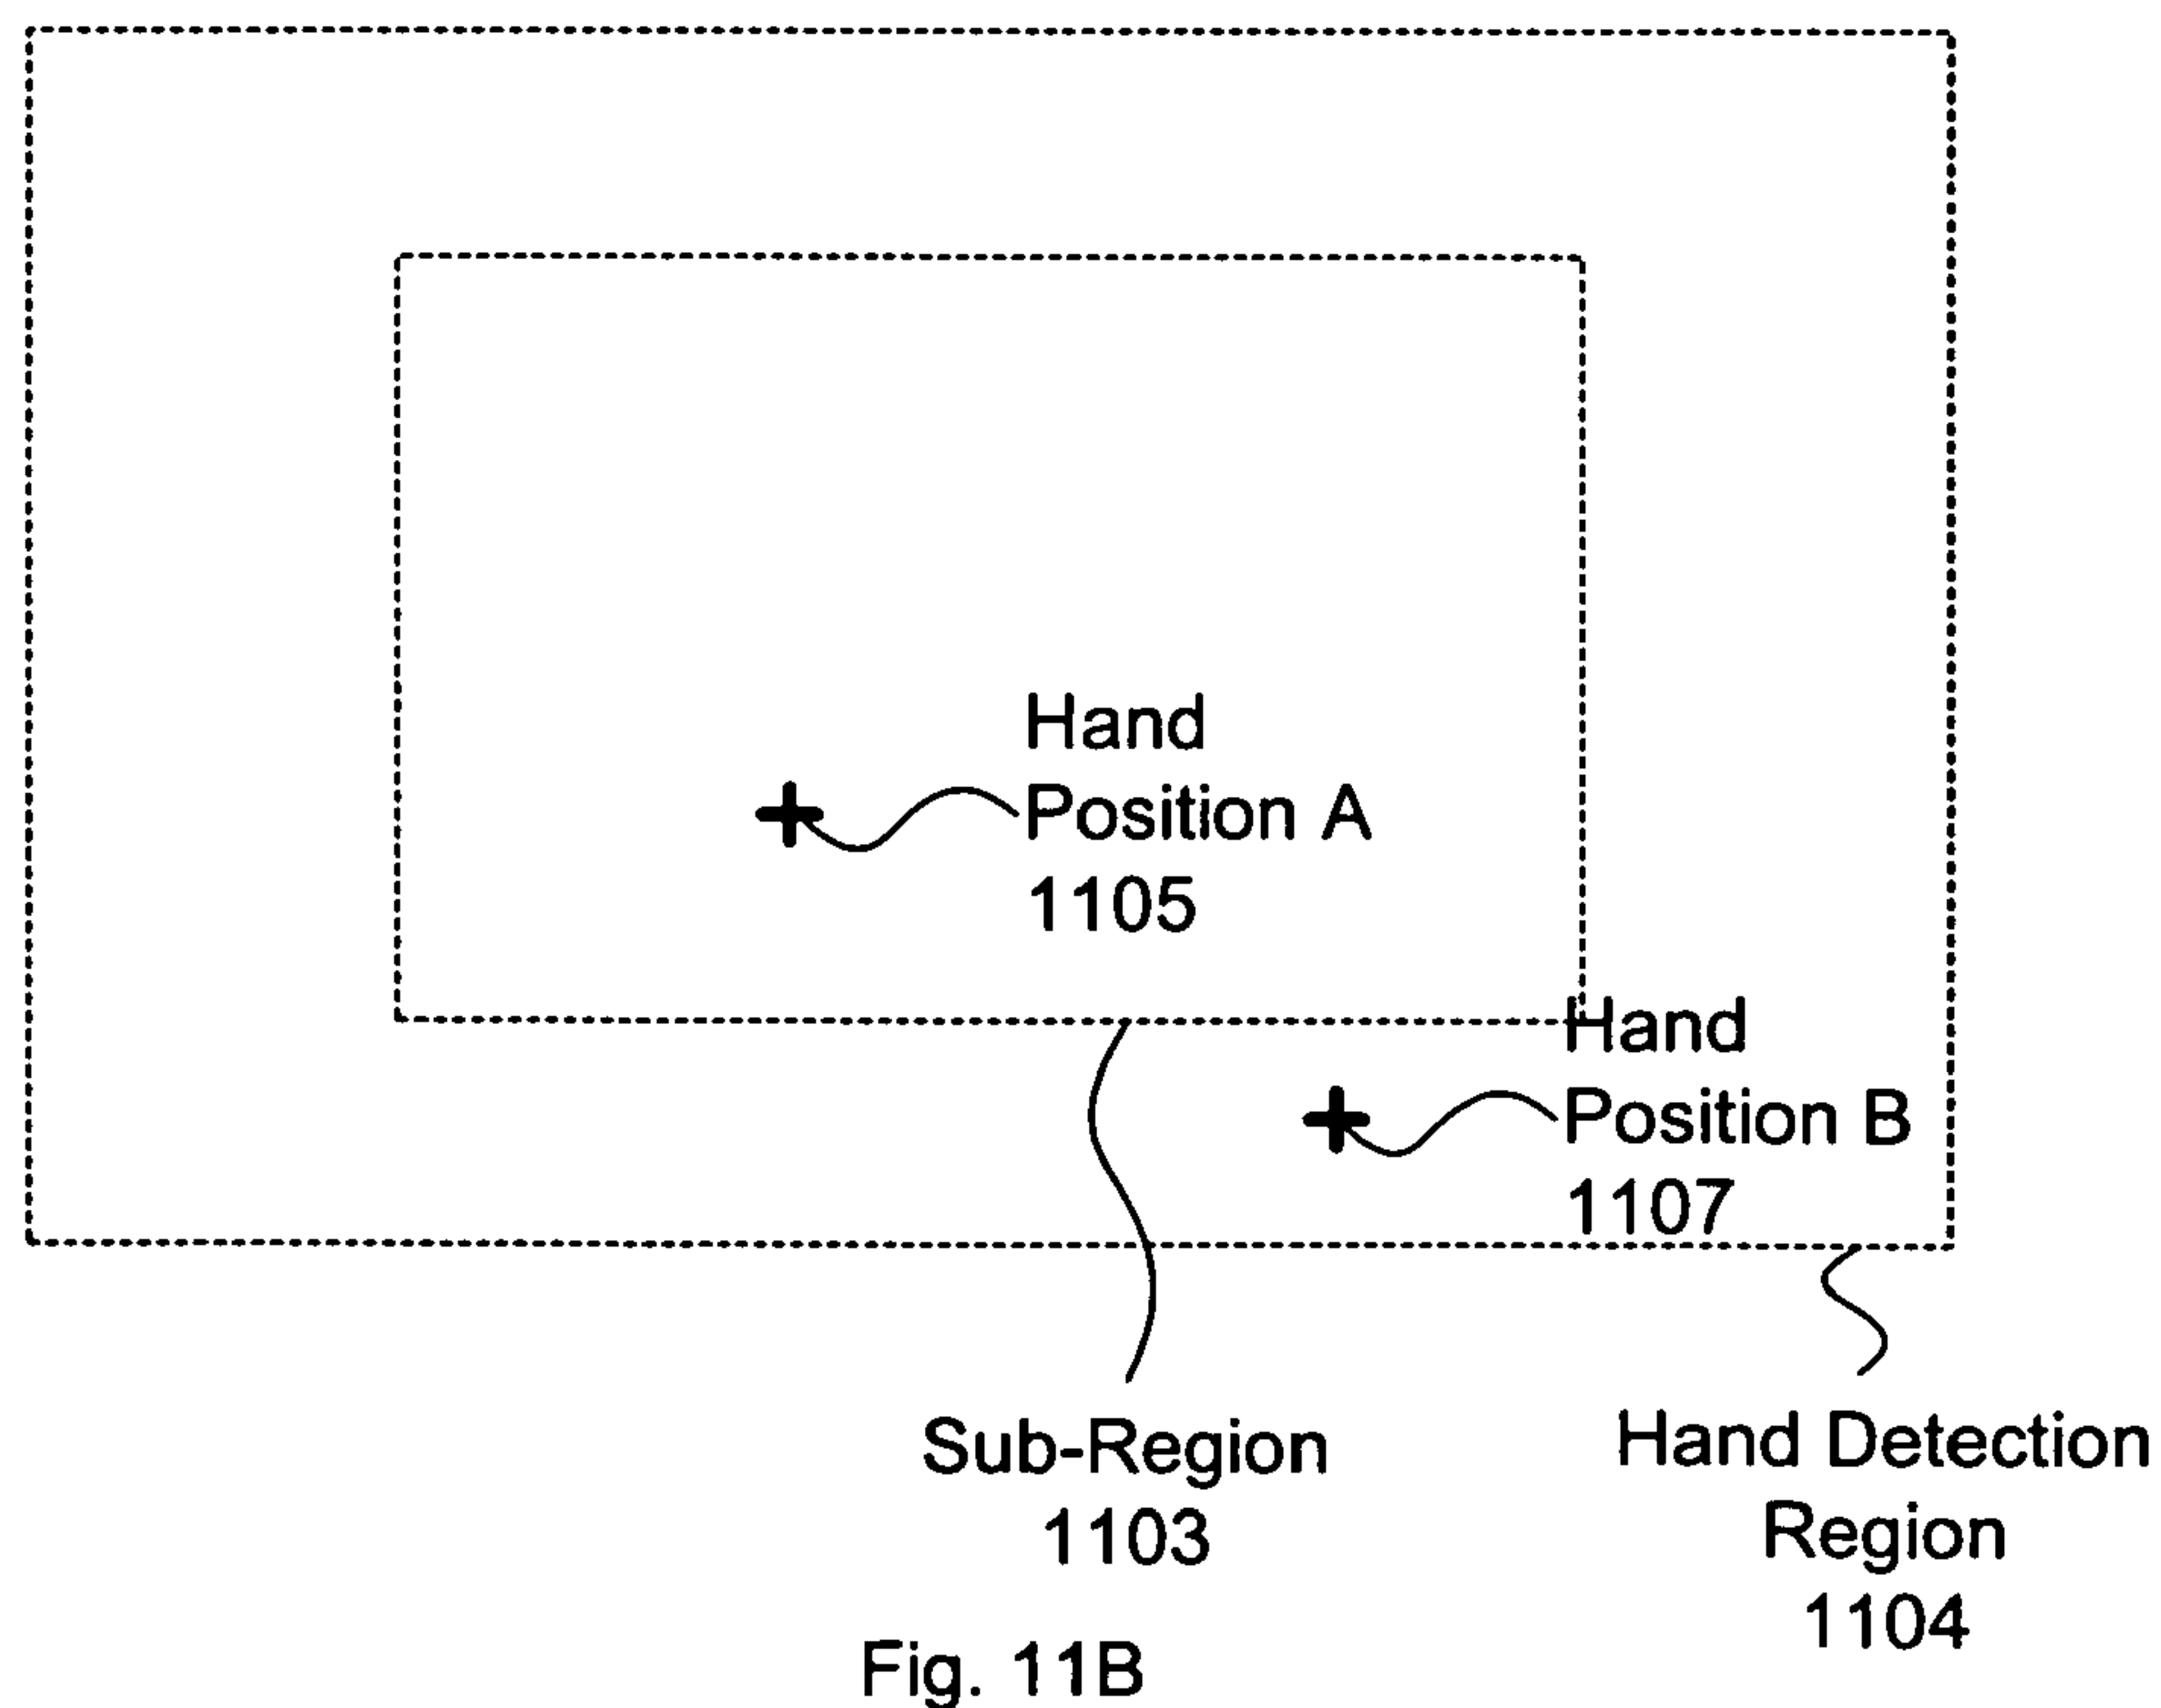 Hand
Position A
1105
Hand
Position B
1107
Sub-Region
1103
Hand Detection
Region
1104
Fig. 11B